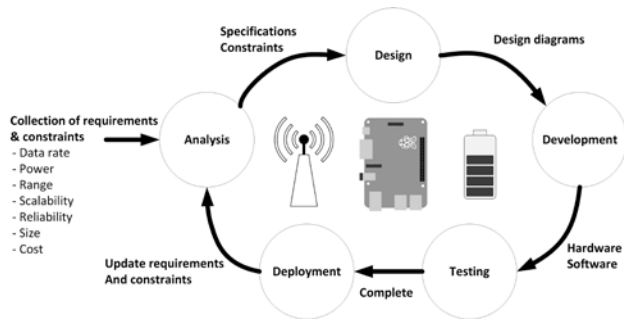 Specifications
Constraints
Design
Design diagrams
Collection of requirements
& constraints
- Data rate
- Power
- Range
- Scalability
- Reliability
- Size
- Cost
Analysis
Development
Update requirements
And constraints
Deployment
Complete
Testing
Hardware
Software